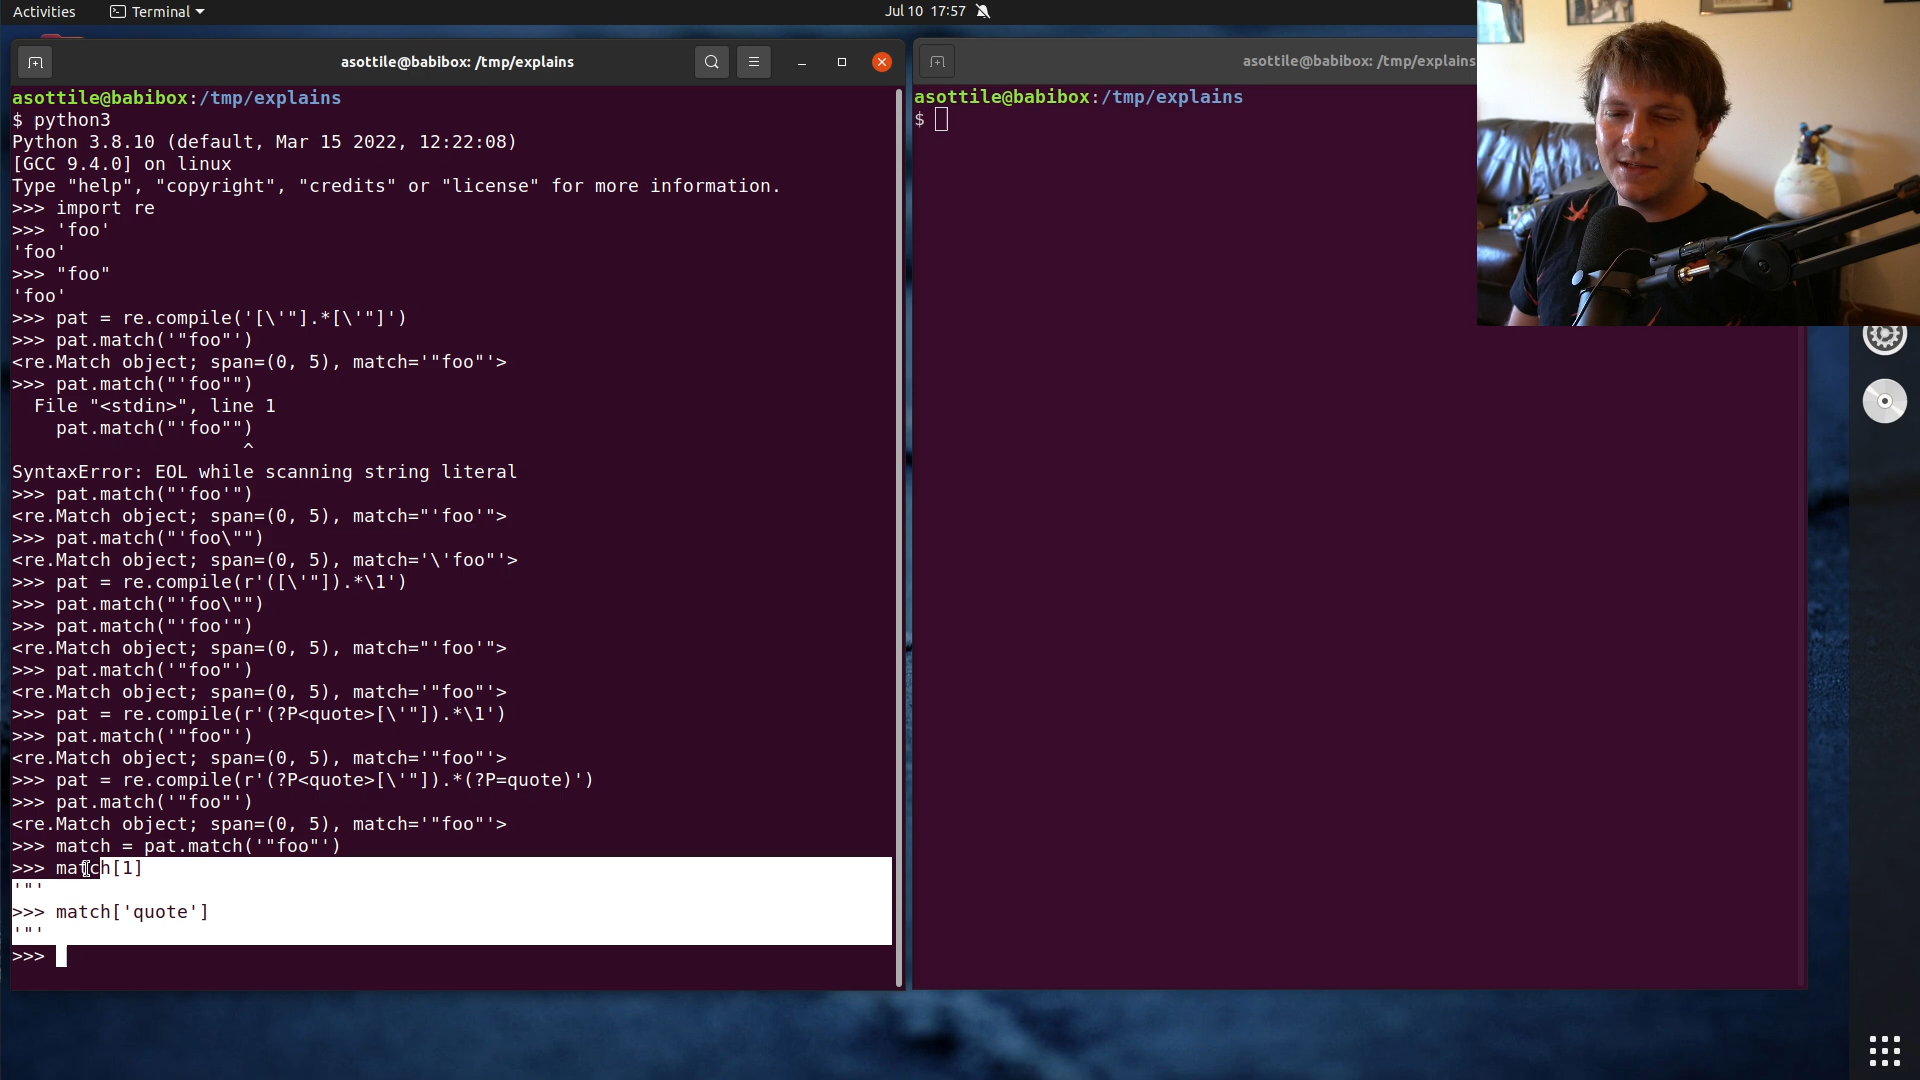 Activities
Terminal
Jul 10 17:57
asottile@babibox: /tmp/explains
asottile@babibox:/tmp/explains
$ python3
Python 3.8.10 (default, Mar 15 2022, 12:22:08)
[GCC 9.4.0] on linux
Type "help", "copyright", "credits" or "license" for more information.
>>> import re
>>> 'foo'
'foo'
>>> "foo"
'foo'
>>> pat = re.compile('[\'"].*[\'"]')
>>> pat.match('"foo"')
<re.Match object; span=(0, 5), match='"foo"'>
>>> pat.match("'foo"")
  File "<stdin>", line 1
    pat.match("'foo"")
                     ^
SyntaxError: EOL while scanning string literal
>>> pat.match("'foo'")
<re.Match object; span=(0, 5), match="'foo'">
>>> pat.match("'foo\"")
<re.Match object; span=(0, 5), match='\'foo"'>
>>> pat = re.compile(r'([\'"]).*\1')
>>> pat.match("'foo\"")
>>> pat.match("'foo'")
<re.Match object; span=(0, 5), match="'foo'">
>>> pat.match('"foo"')
<re.Match object; span=(0, 5), match='"foo"'>
>>> pat = re.compile(r'(?P<quote>[\'"]).*\1')
>>> pat.match('"foo"')
<re.Match object; span=(0, 5), match='"foo"'>
>>> pat = re.compile(r'(?P<quote>[\'"]).*(?P=quote)')
>>> pat.match('"foo"')
<re.Match object; span=(0, 5), match='"foo"'>
>>> match = pat.match('"foo"')
>>> match[1]
'"'
>>> match['quote']
'"'
>>>
asottile@babibox: /tmp/explains
asottile@babibox:/tmp/explains
$